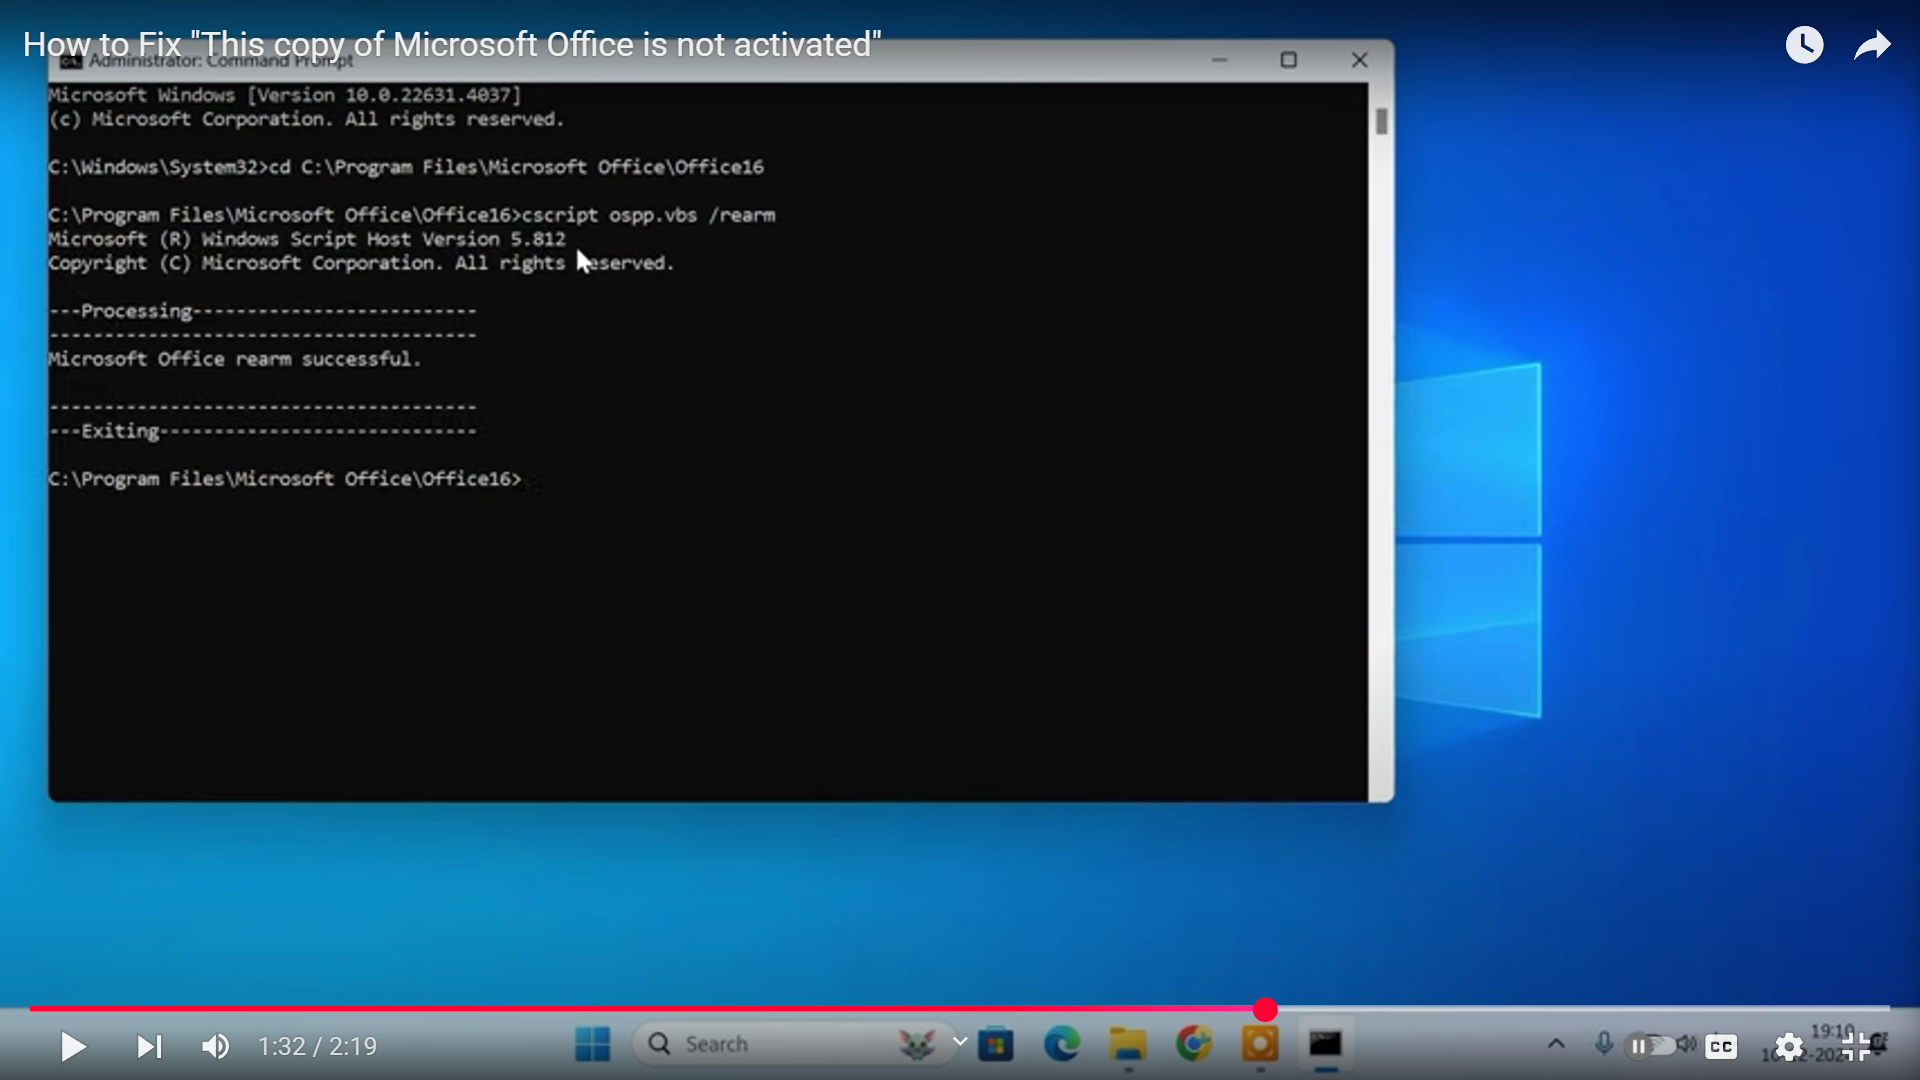 How to Fix "This copy of Microsoft Office is not activated"
Administrator: Command Prompt
Microsoft Windows [Version 10.0.22631.4037]
(c) Microsoft Corporation. All rights reserved.
C:\Windows\System32>cd C:\Program Files\Microsoft Office\Office16
C:\Program Files\Microsoft Office\Office16>cscript ospp.vbs /rearm
Microsoft (R) Windows Script Host Version 5.812
Copyright (C) Microsoft Corporation. All rights reserved.
---Processing--------------------------
---------------------------------------
Microsoft Office rearm successful.
---------------------------------------
---Exiting-----------------------------
C:\Program Files\Microsoft Office\Office16>
1:32 / 2:19
Search
CC
19:10